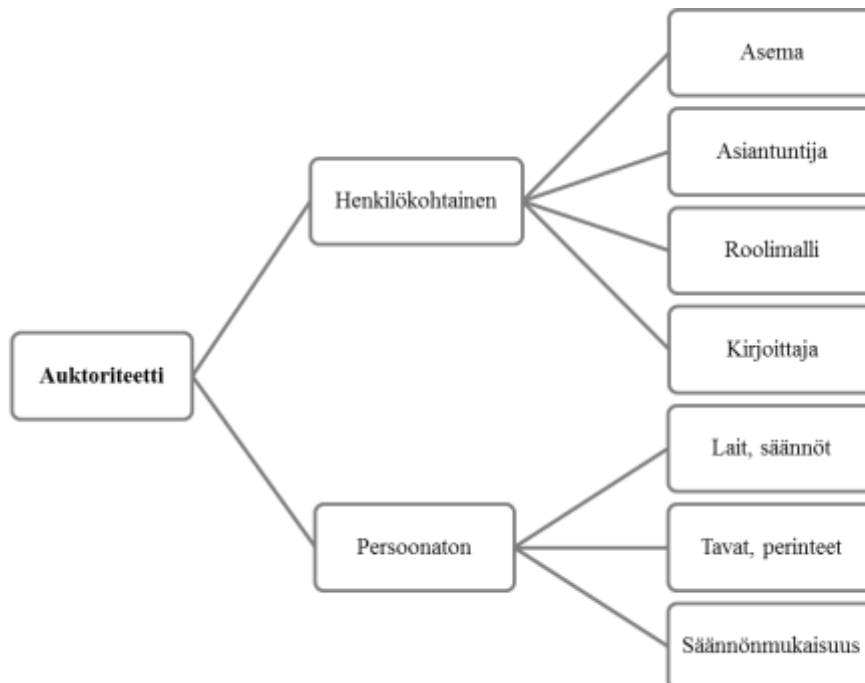 Auktoriteetti
Henkilökohtainen
Asema
Asiantuntija
Roolimalli
Kirjoittaja
Persoonaton
Lait, säännöt
Tavat, perinteet
Säännönmukaisuus